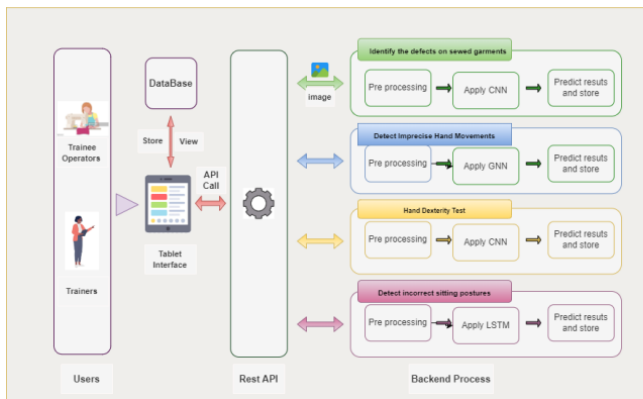 Trainee
Operators
Trainers
Users
DataBase
Store
View
API
Call
Tablet
Interface
Rest API
image
Identify the defects on sewed garments
Pre processing
Apply CNN
Predict resuts
and store
Detect Imprecise Hand Movements
Pre processing
Apply GNN
Predict resuts
and store
Hand Dexterity Test
Pre processing
Apply CNN
Predict resuts
and store
Detect incorrect sitting postures
Pre processing
Apply LSTM
Predict resuts
and store
Backend Process